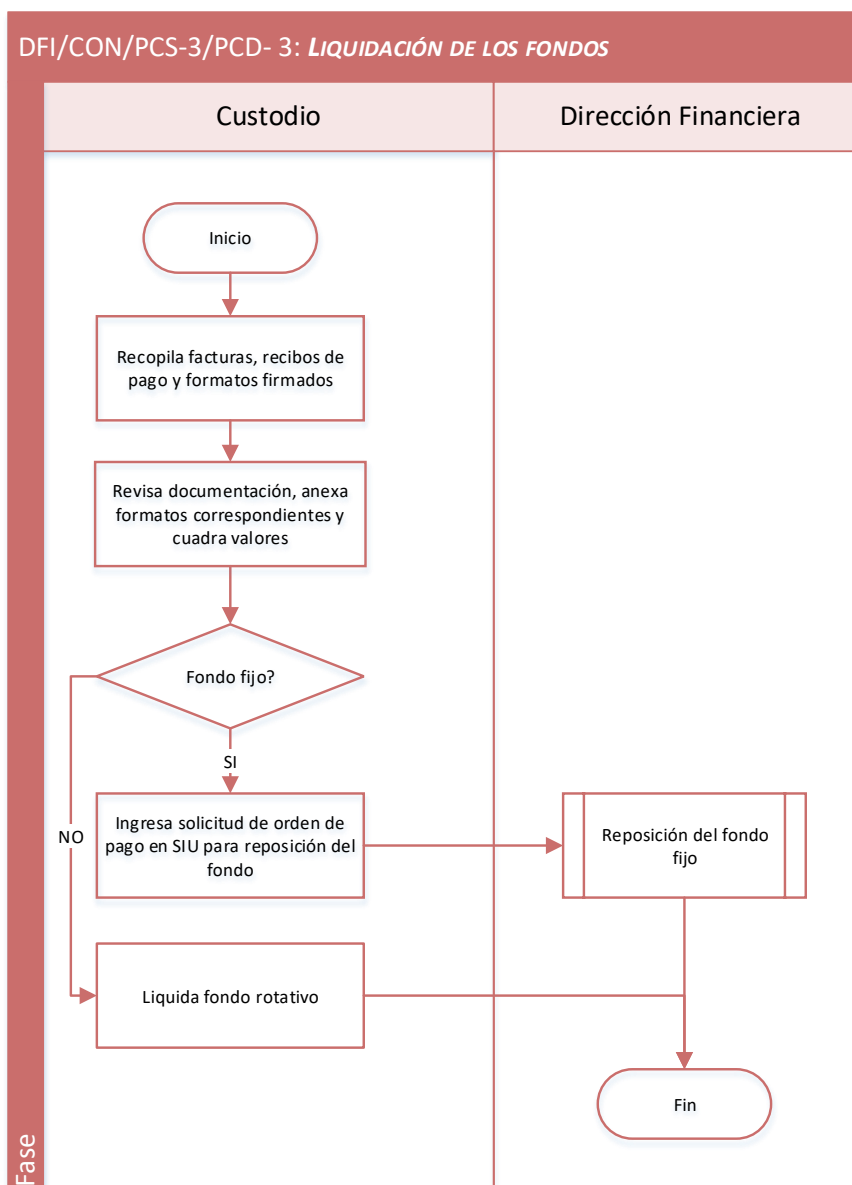 DFI/CON/PCS-3/PCD- 3: LIQUIDACIÓN DE LOS FONDOS
Custodio
Dirección Financiera
Inicio
Recopila facturas, recibos de
pago y formatos firmados
Revisa documentación, anexa
formatos correspondientes y
cuadra valores
Fondo fijo?
SI
NO
Ingresa solicitud de orden de
pago en SIU para reposición del
fondo
Reposición del fondo
fijo
Liquida fondo rotativo
Fin
Fase